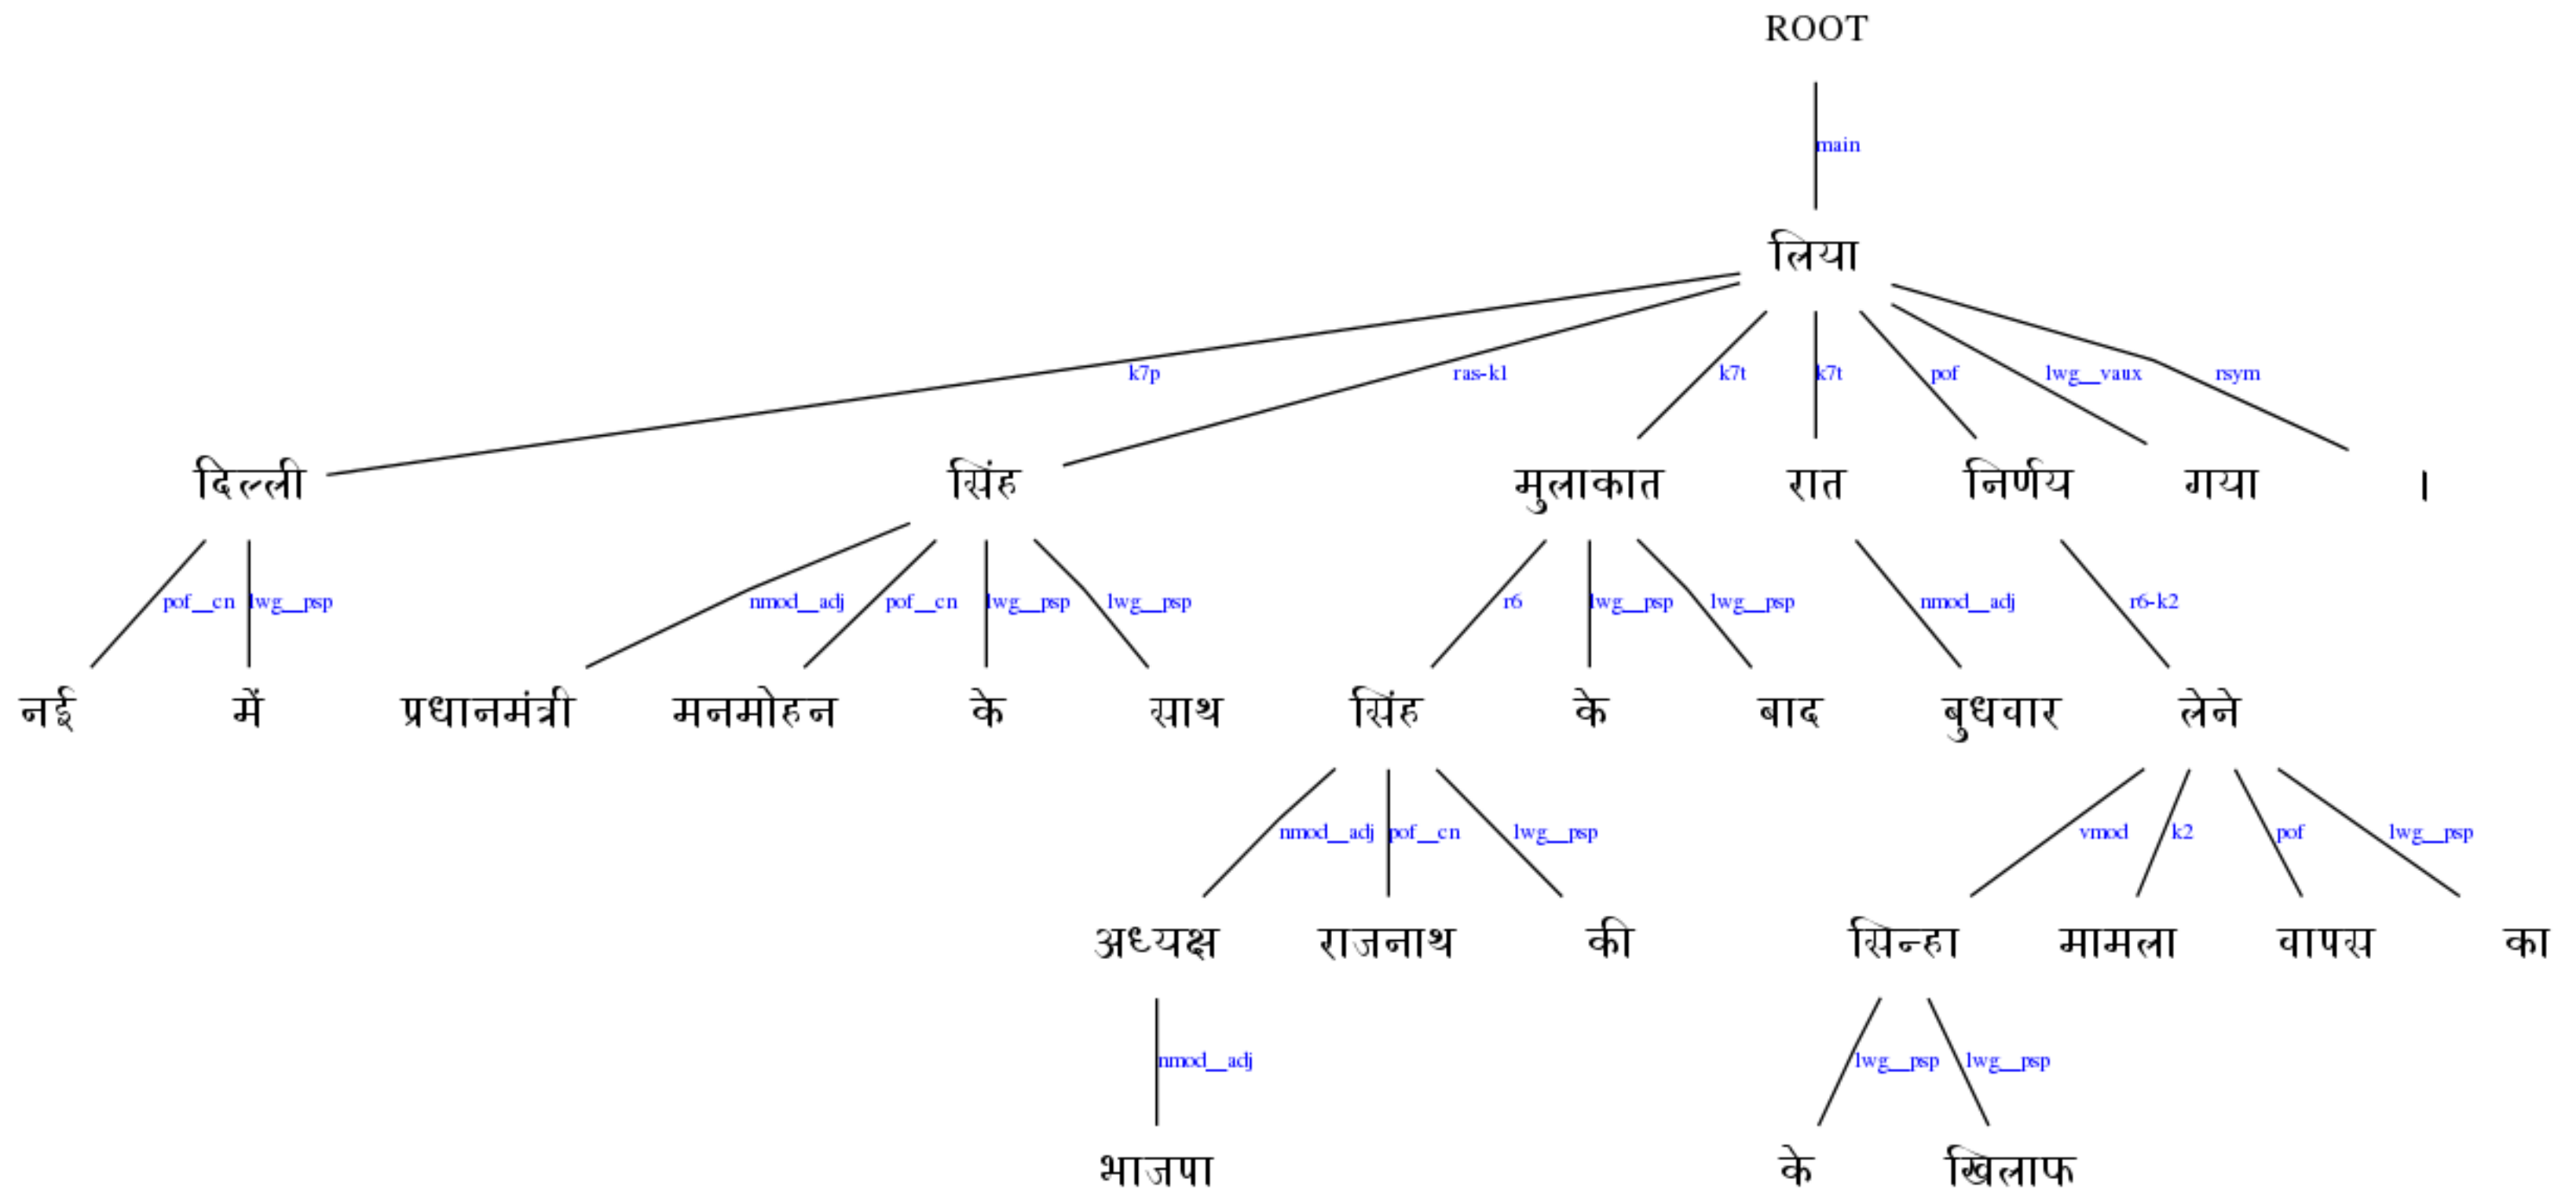 ROOT
main
लिया
k7p ras-k1 k7t k7t pof lwg__vaux rsym
दिल्ली सिंह मुलाकात रात निर्णय गया ।
pof__cn lwg__psp nmod__adj pof__cn lwg__psp lwg__psp r6 lwg__psp lwg__psp nmod__adj r6-k2
नई में प्रधानमंत्री मनमोहन के साथ सिंह के बाद बुधवार लेने
nmod__adj pof__cn lwg__psp vmod k2 pof lwg__psp
अध्यक्ष राजनाथ की सिन्हा मामला वापस का
nmod__adj lwg__psp lwg__psp
भाजपा के खिलाफ